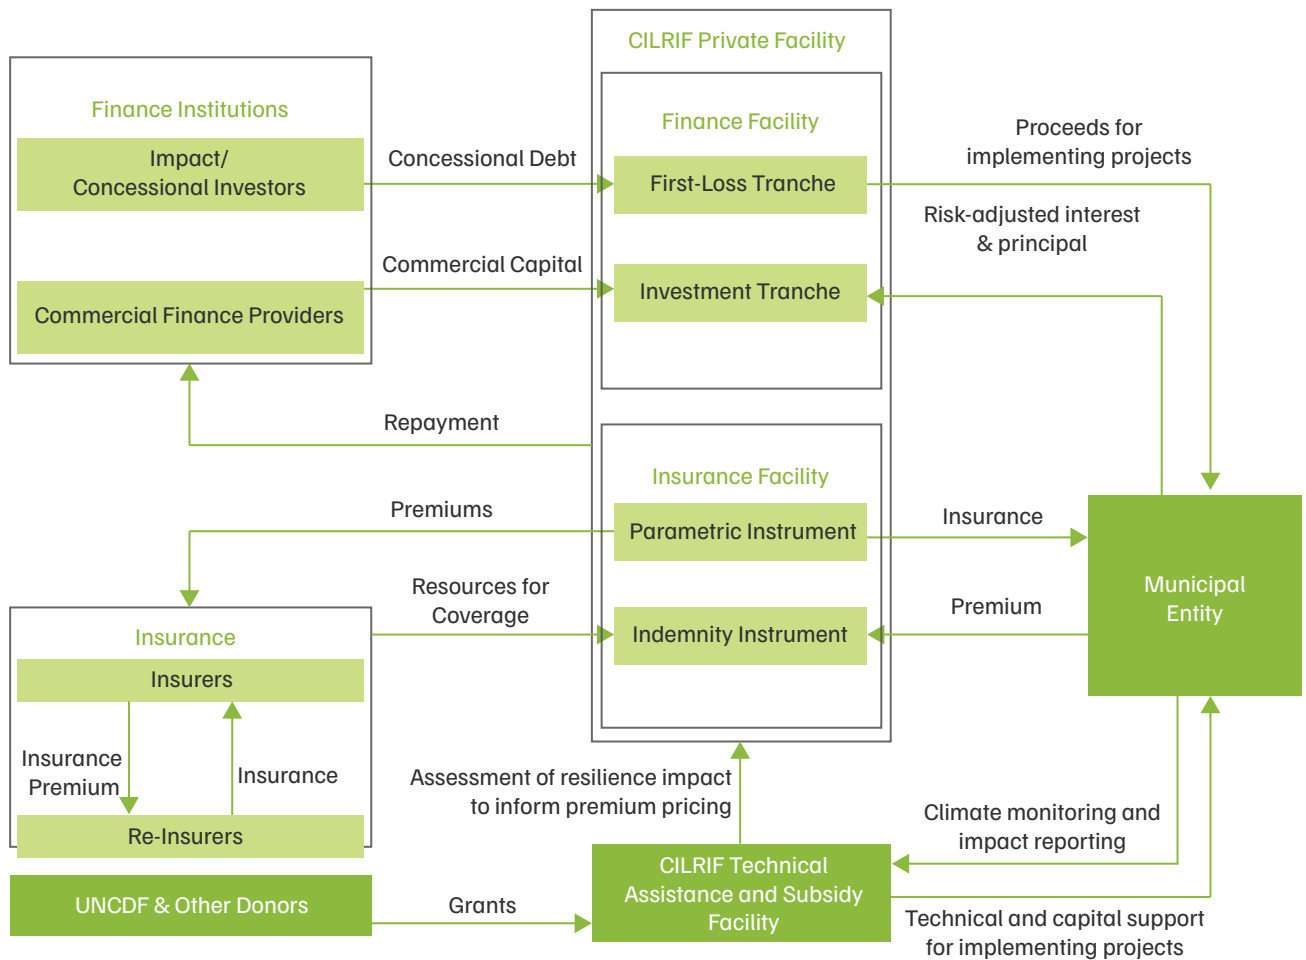 CILRIF Private Facility
Finance Institutions
Impact/
Concessional Investors
Commercial Finance Providers
Concessional Debt
Commercial Capital
Finance Facility
First-Loss Tranche
Investment Tranche
Proceeds for
implementing projects
Risk-adjusted interest
& principal
Repayment
Premiums
Resources for
Coverage
Insurance Facility
Parametric Instrument
Indemnity Instrument
Insurance
Premium
Municipal
Entity
Insurance
Insurers
Insurance
Premium
Insurance
Re-Insurers
Assessment of resilience impact
to inform premium pricing
Climate monitoring and
impact reporting
UNCDF & Other Donors
Grants
CILRIF Technical
Assistance and Subsidy
Facility
Technical and capital support
for implementing projects